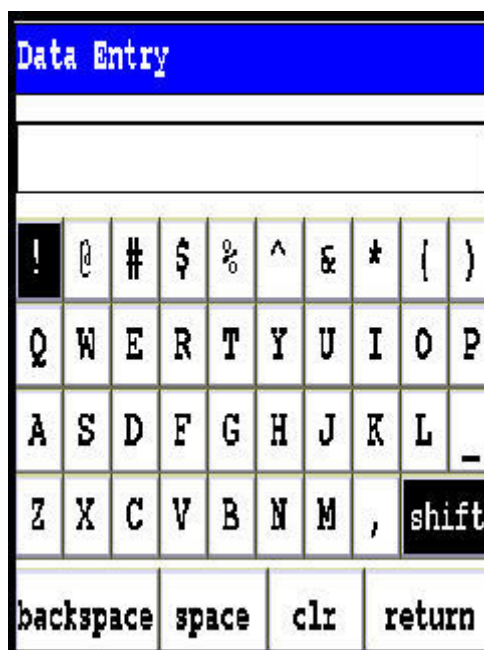 Data Entry
! @ # $ % ^ & * ( )
Q W E R T Y U I O P
A S D F G H J K L _
Z X C V B N M , shift
backspace space clr return